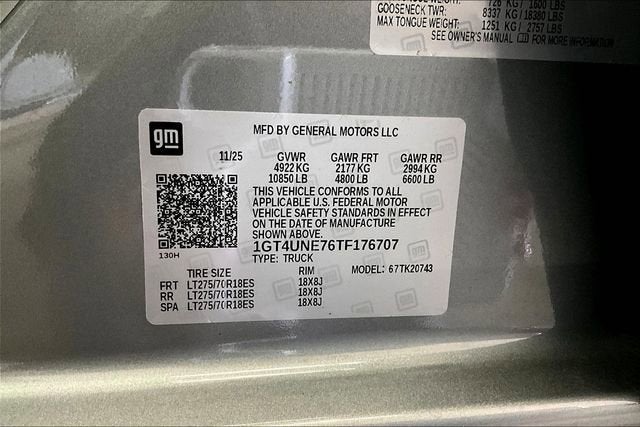 GOOSENECK TWR: 8337 KG / 18380 LBS
MAX TONGUE WEIGHT: 1251 KG / 2757 LBS
SEE OWNER'S MANUAL FOR MORE INFORMATION
gm
MFD BY GENERAL MOTORS LLC
11/25 GVWR GAWR FRT GAWR RR
4922 KG 2177 KG 2994 KG
10850 LB 4800 LB 6600 LB
THIS VEHICLE CONFORMS TO ALL
APPLICABLE U.S. FEDERAL MOTOR
VEHICLE SAFETY STANDARDS IN EFFECT
ON THE DATE OF MANUFACTURE
SHOWN ABOVE.
1GT4UNE76TF176707
130H
TYPE: TRUCK
MODEL: 67TK20743
TIRE SIZE RIM
FRT LT275/70R18ES 18X8J
RR LT275/70R18ES 18X8J
SPA LT275/70R18ES 18X8J